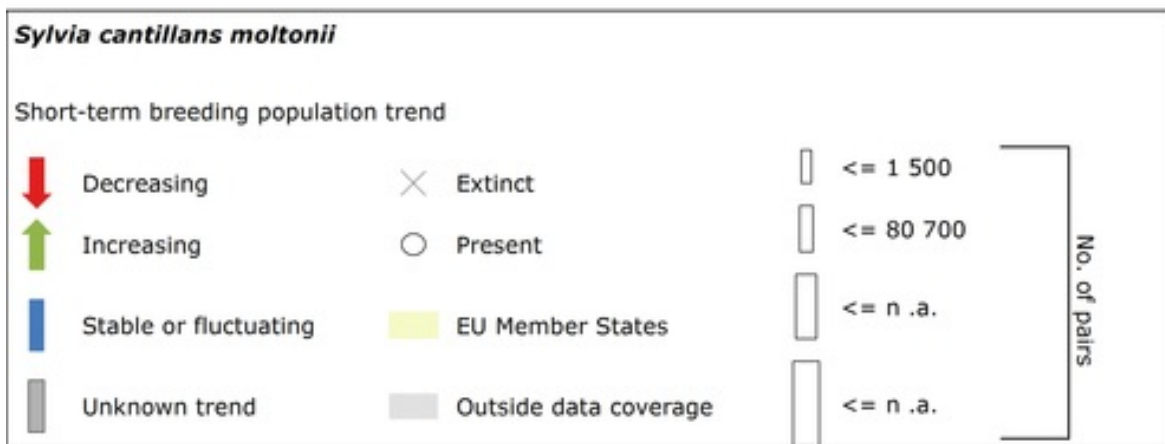 Sylvia cantillans moltonii
Short-term breeding population trend
Decreasing
Increasing
Stable or fluctuating
Unknown trend
Extinct
Present
EU Member States
Outside data coverage
<= 1 500
<= 80 700
<= n .a.
<= n .a.
No. of pairs